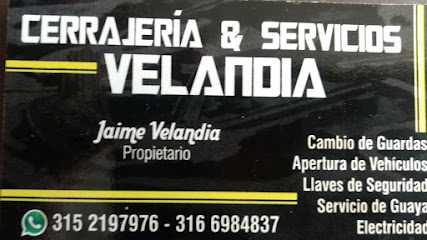 CERRAJERÍA & SERVICIOS
VELANDIA
Jaime Velandia
Propietario
Cambio de Guardas
Apertura de Vehículos
Llaves de Seguridad
Servicio de Guaya
Electricidad
315 2197976 - 316 6984837